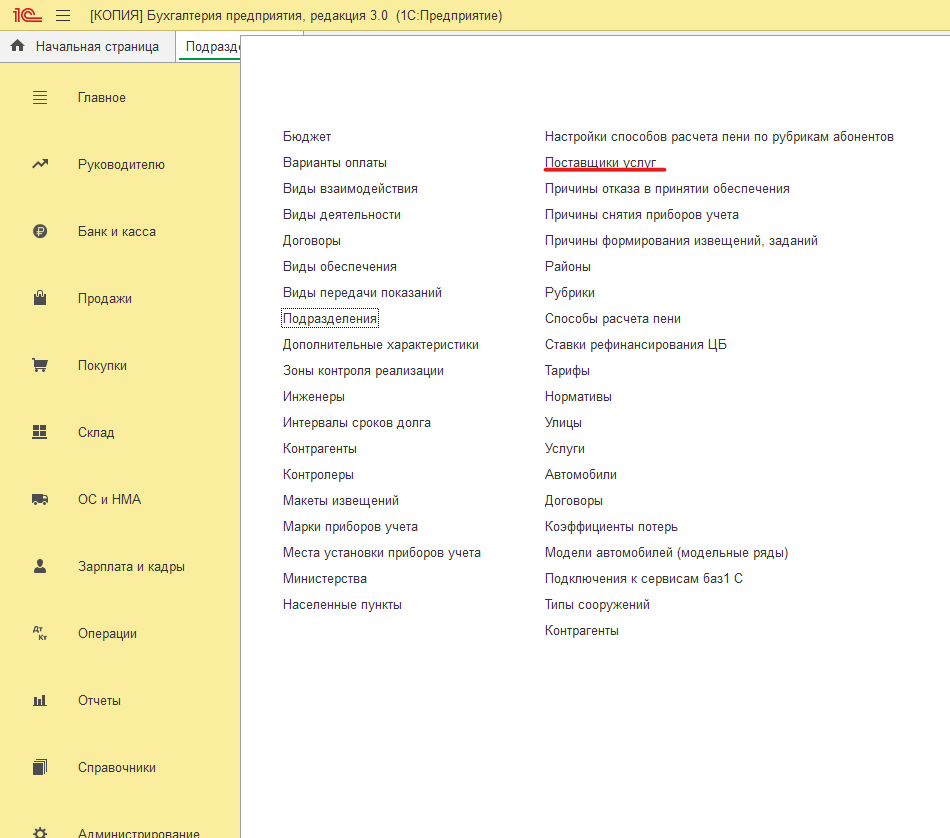 1С [КОПИЯ] Бухгалтерия предприятия, редакция 3.0 (1С:Предприятие)
Начальная страница
Подразде
Главное
Руководителю
Банк и касса
Продажи
Покупки
Склад
ОС и НМА
Зарплата и кадры
Дт
Кт
Операции
Отчеты
Справочники
Администрирование
Бюджет
Варианты оплаты
Виды взаимодействия
Виды деятельности
Договоры
Виды обеспечения
Виды передачи показаний
Подразделения
Дополнительные характеристики
Зоны контроля реализации
Инженеры
Интервалы сроков долга
Контрагенты
Контролеры
Макеты извещений
Марки приборов учета
Места установки приборов учета
Министерства
Населенные пункты
Настройки способов расчета пени по рубрикам абонентов
Поставщики услуг
Причины отказа в принятии обеспечения
Причины снятия приборов учета
Причины формирования извещений, заданий
Районы
Рубрики
Способы расчета пени
Ставки рефинансирования ЦБ
Тарифы
Нормативы
Улицы
Услуги
Автомобили
Договоры
Коэффициенты потерь
Модели автомобилей (модельные ряды)
Подключения к сервисам баз1 С
Типы сооружений
Контрагенты